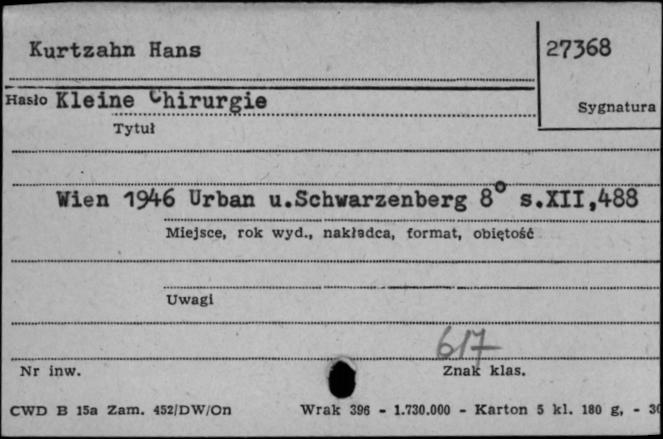 Kurtzahn Hans
27368
Hasło Kleine Chirurgie
Sygnatura
Tytuł
Wien 1946 Urban u.Schwarzenberg 8° s.XII,488
Miejsce, rok wyd., nakładca, format, obiętość
Uwagi
617
Nr inw.
Znak klas.
CWD B 15a Zam. 452/DW/On Wrak 396 - 1.730.000 - Karton 5 kl. 180 g, - 30